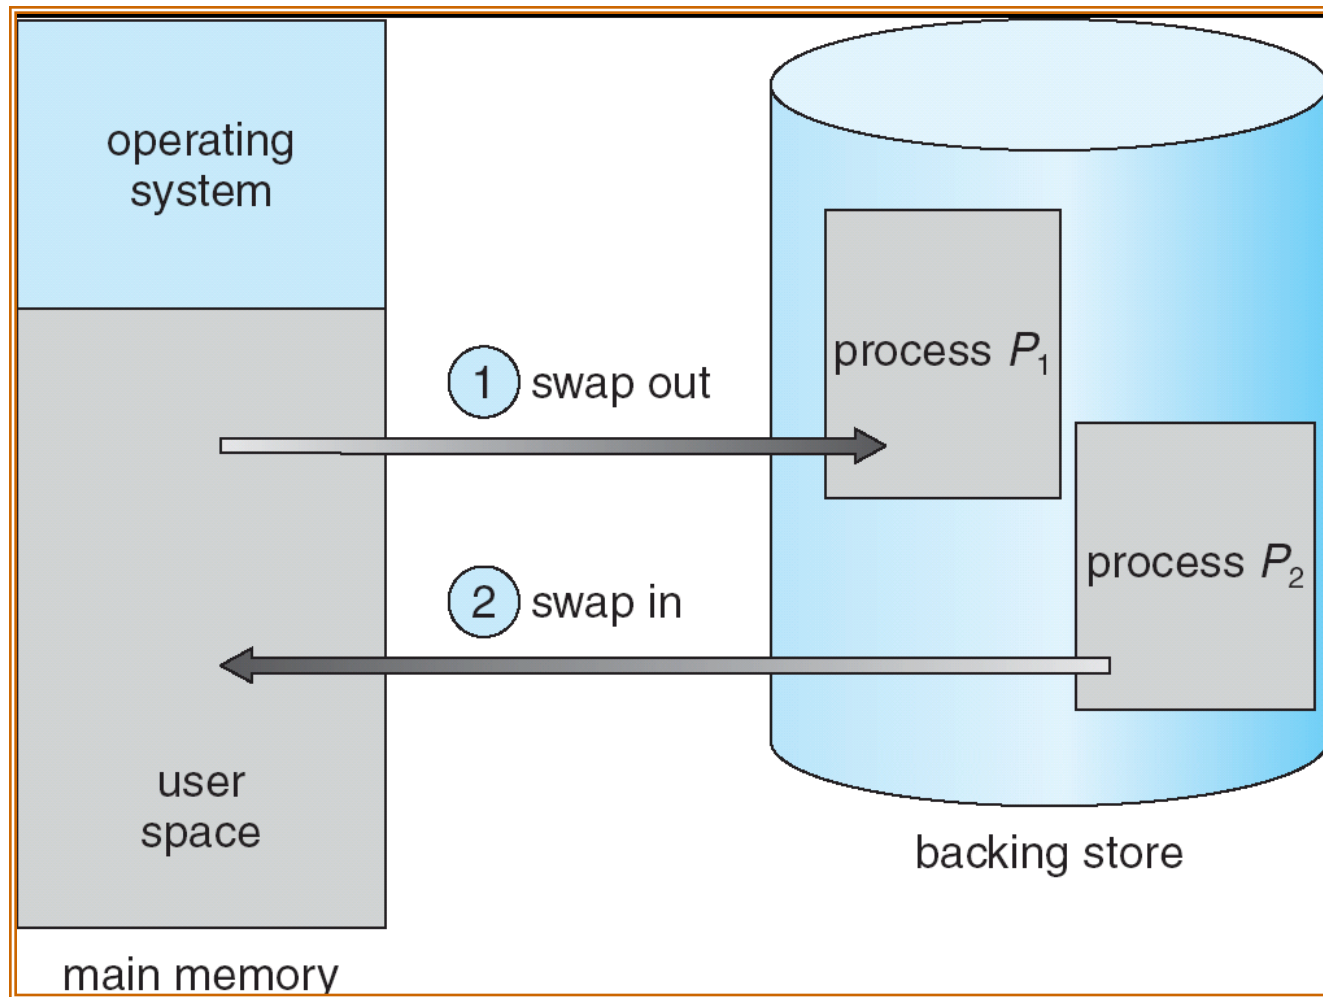 operating
system
1 swap out
process P1
2 swap in
process P2
user
space
backing store
main memory